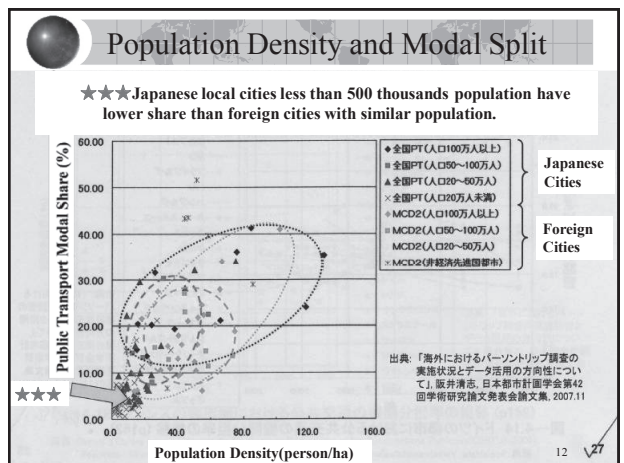 Population Density and Modal Split
★★★Japanese local cities less than 500 thousands population have
lower share than foreign cities with similar population.
Public Transport Modal Share (%)
60.00
50.00
40.00
30.00
20.00
10.00
0.00
0.0
40.0
80.0
120.0
160.0
Population Density(person/ha)
★★★
◆全国PT(人口100万人以上)
■全国PT(人口50～100万人)
▲全国PT(人口20～50万人)
×全国PT(人口20万人未満)
◆MCD2(人口100万人以上)
■MCD2(人口50～100万人)
MCD2(人口20～50万人)
✳MCD2(非経済先進国都市)
Japanese
Cities
Foreign
Cities
出典: 「海外におけるパーソントリップ調査の
実施状況とデータ活用の方向性につい
て」, 阪井清志, 日本都市計画学会第42
回学術研究論文発表会論文集, 2007.11
12
27